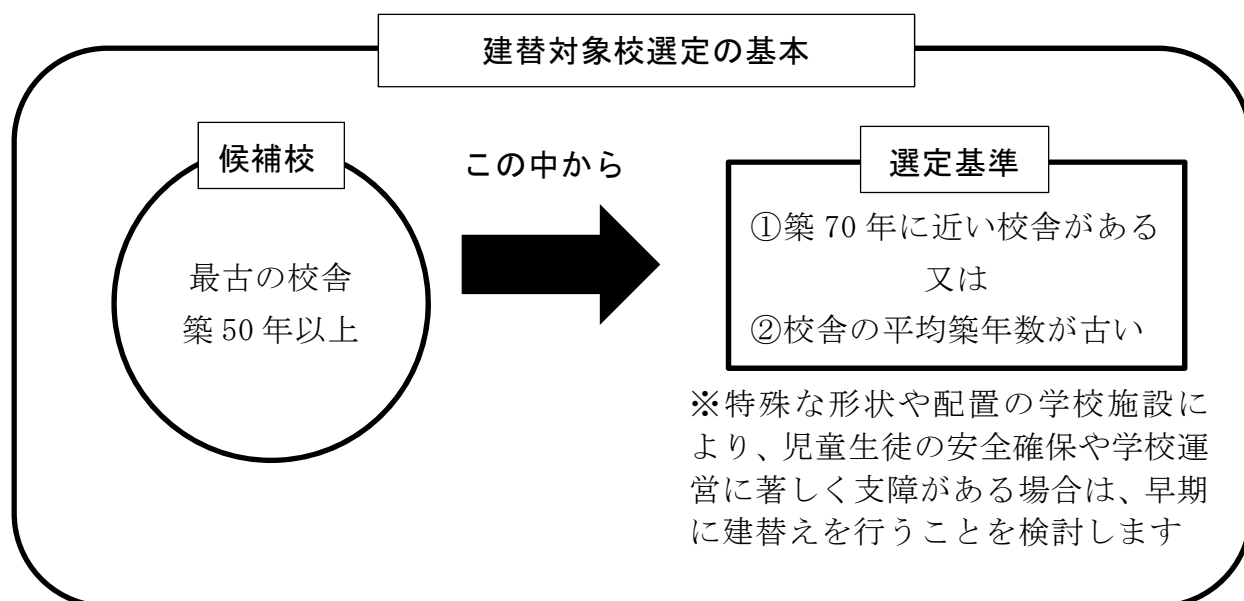 建替対象校選定の基本
候補校
最古の校舎
築 50 年以上
この中から
選定基準
①築 70 年に近い校舎がある
又は
②校舎の平均築年数が古い
※特殊な形状や配置の学校施設に
より、児童生徒の安全確保や学校運
営に著しく支障がある場合は、早期
に建替えを行うことを検討します